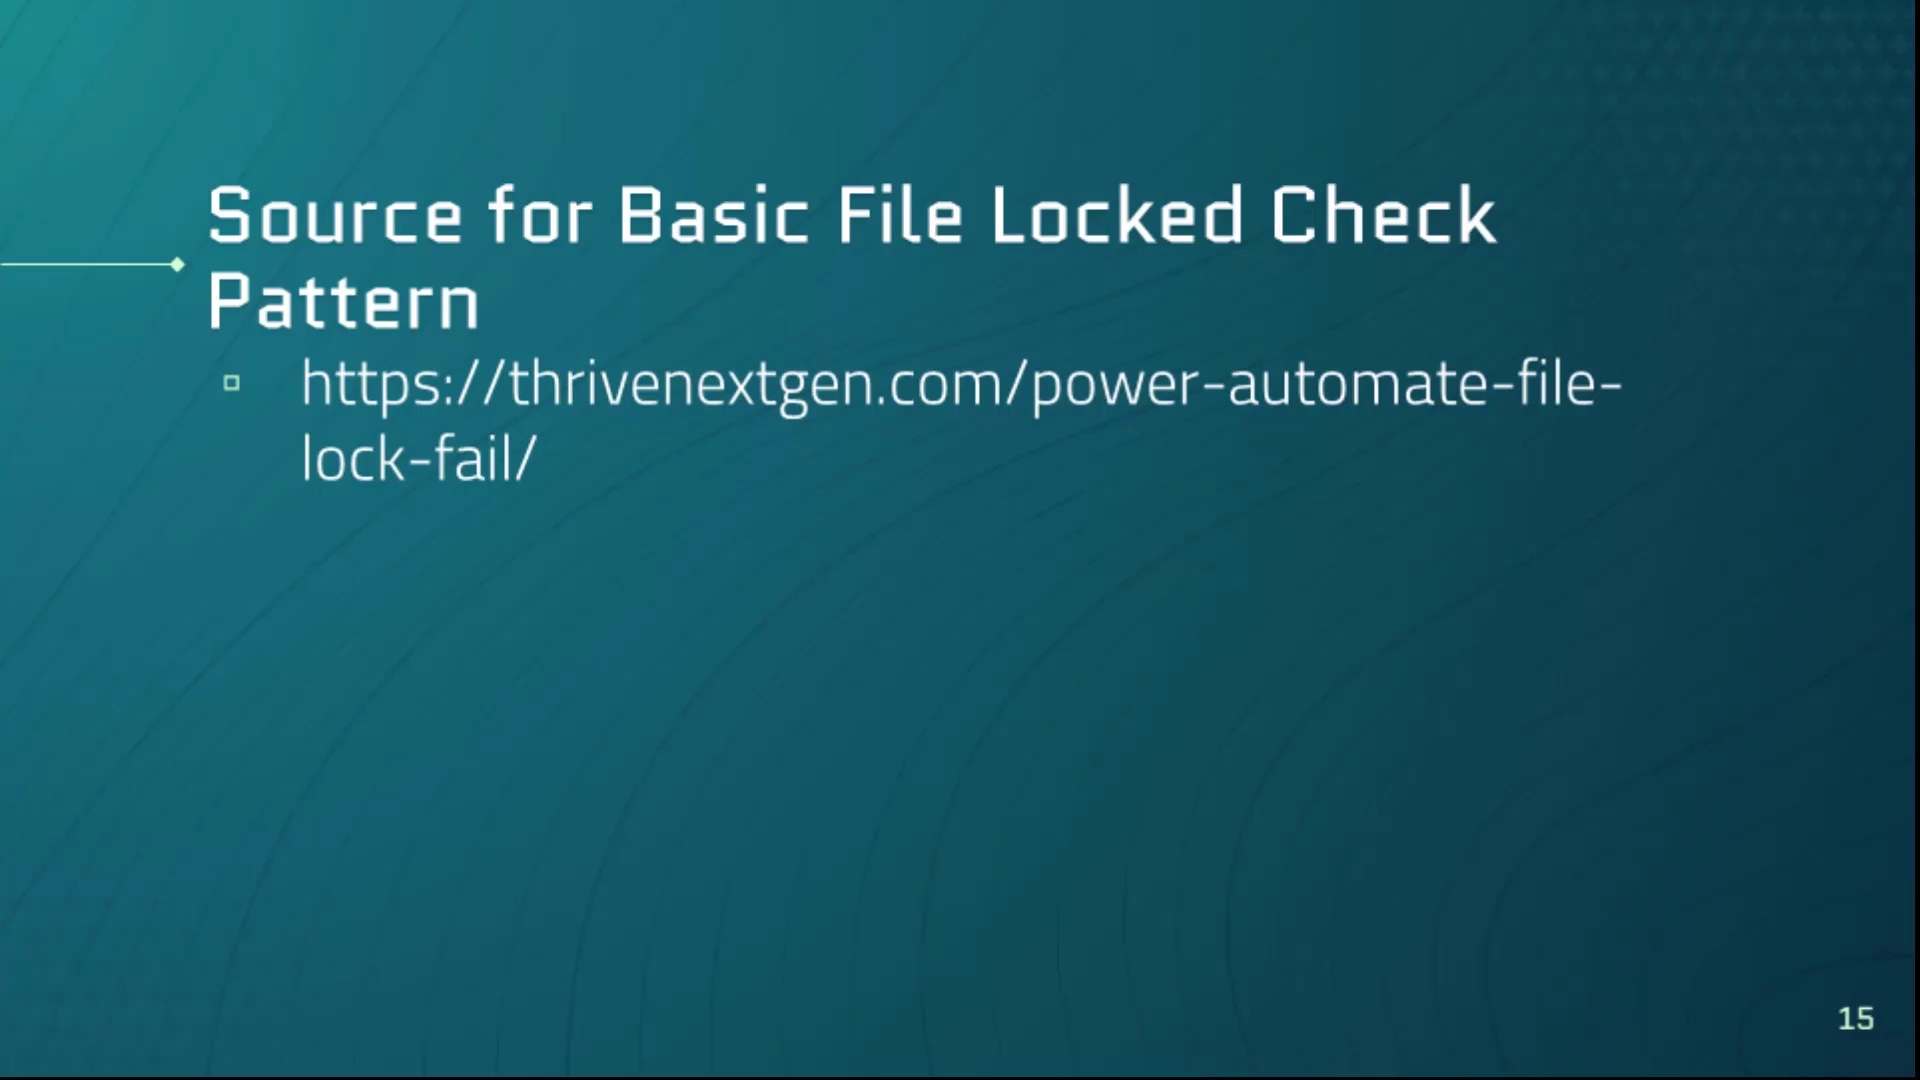 Source for Basic File Locked Check
Pattern
https://thrivenextgen.com/power-automate-file-
lock-fail/
15